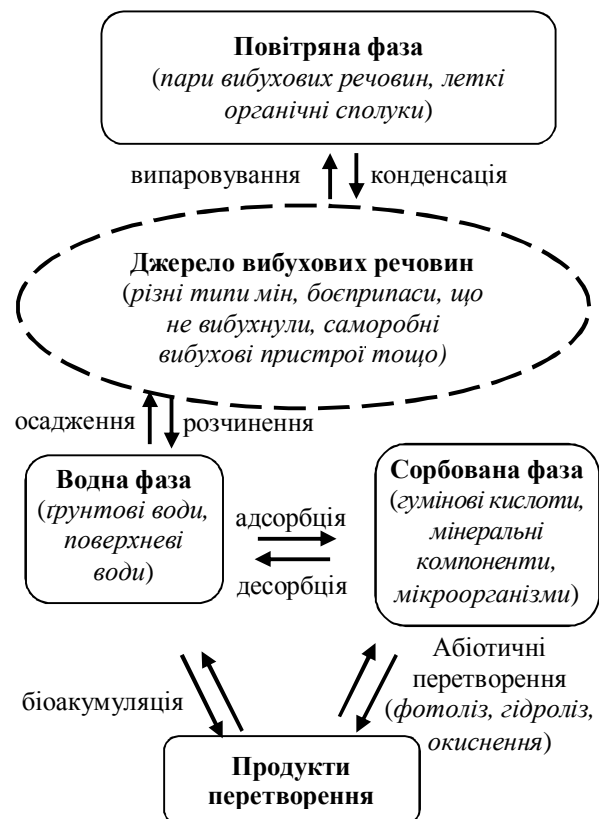 Повітряна фаза
(пари вибухових речовин, леткі
органічні сполуки)
випаровування
конденсація
Джерело вибухових речовин
(різні типи мін, боєприпаси, що
не вибухнули, саморобні
вибухові пристрої тощо)
осадження
розчинення
Водна фаза
(ґрунтові води,
поверхневі
води)
адсорбція
десорбція
Сорбована фаза
(гумінові кислоти,
мінеральні
компоненти,
мікроорганізми)
біоакумуляція
Абіотичні
перетворення
(фотоліз, гідроліз,
окиснення)
Продукти
перетворення